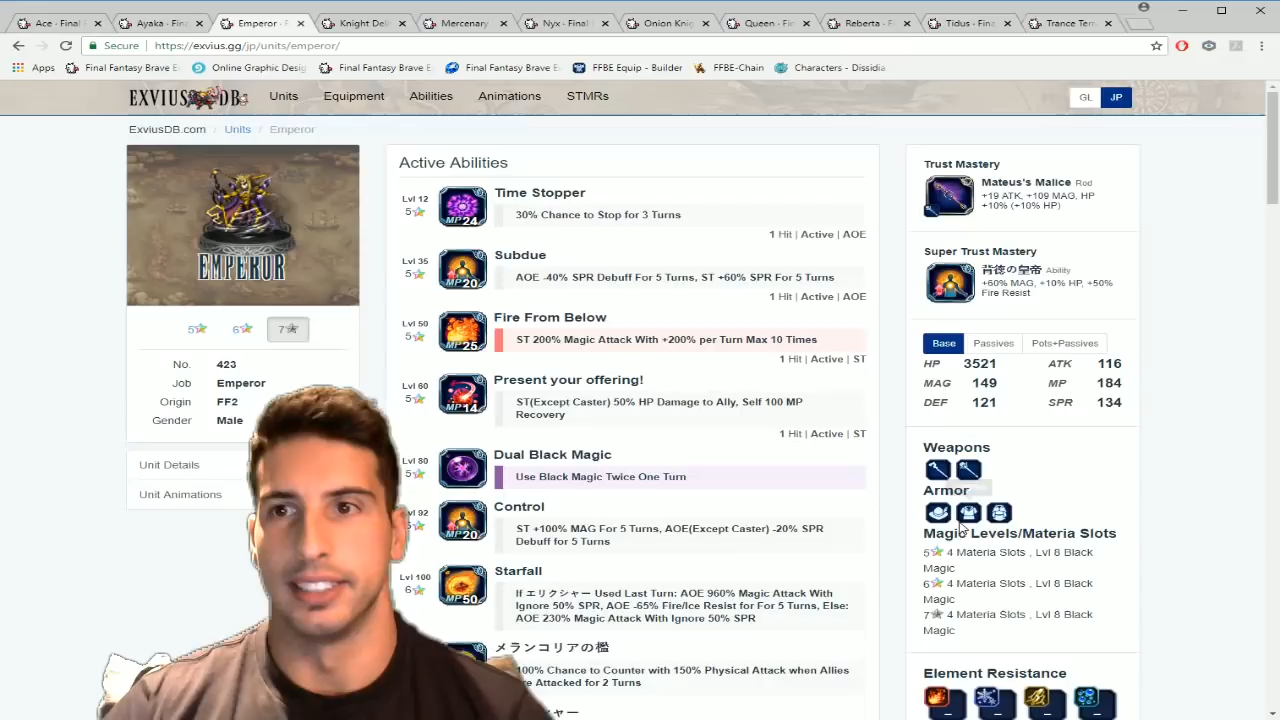 Ace - Final F
Ayaka - Fina
Emperor - F
Knight Deli
Mercenary
Nyx - Final
Onion Knig
Queen - Fi
Reberta - F
Tidus - Fina
Trance Terr
Secure | https://exvius.gg/jp/units/emperor/
Apps
Final Fantasy Brave E
Online Graphic Desig
Final Fantasy Brave E
Final Fantasy Brave E
FFBE Equip - Builder
FFBE-Chain
Characters - Dissidia
EXVIUS DB
Units
Equipment
Abilities
Animations
STMRs
GL
JP
ExviusDB.com / Units / Emperor
EMPEROR
5
6
7
No. 423
Job Emperor
Origin FF2
Gender Male
Unit Details
Unit Animations
Active Abilities
Lvl 12
5
MP24
Time Stopper
30% Chance to Stop for 3 Turns
1 Hit | Active | AOE
Lvl 35
5
MP20
Subdue
AOE -40% SPR Debuff For 5 Turns, ST +60% SPR For 5 Turns
1 Hit | Active | AOE
Lvl 50
5
MP25
Fire From Below
ST 200% Magic Attack With +200% per Turn Max 10 Times
1 Hit | Active | ST
Lvl 60
5
MP14
Present your offering!
ST(Except Caster) 50% HP Damage to Ally, Self 100 MP
Recovery
1 Hit | Active | ST
Lvl 80
5
Dual Black Magic
Use Black Magic Twice One Turn
92
5
MP20
Control
ST +100% MAG For 5 Turns, AOE(Except Caster) -20% SPR
Debuff for 5 Turns
Lvl 100
6
MP50
Starfall
If エリクシャー Used Last Turn: AOE 960% Magic Attack With
Ignore 50% SPR, AOE -65% Fire/Ice Resist for For 5 Turns, Else:
AOE 230% Magic Attack With Ignore 50% SPR
メランコリアの檻
100% Chance to Counter with 150% Physical Attack when Allies
Attacked for 2 Turns
Trust Mastery
Mateus's Malice Rod
+19 ATK, +109 MAG, HP
+10% (+10% HP)
Super Trust Mastery
背徳の皇帝 Ability
+60% MAG, +10% HP, +50%
Fire Resist
Base
Passives
Pots+Passives
HP 3521 ATK 116
MAG 149 MP 184
DEF 121 SPR 134
Weapons
Armor
Magic Levels/Materia Slots
5 4 Materia Slots , Lvl 8 Black
Magic
6 4 Materia Slots , Lvl 8 Black
Magic
7 4 Materia Slots , Lvl 8 Black
Magic
Element Resistance
– – – –